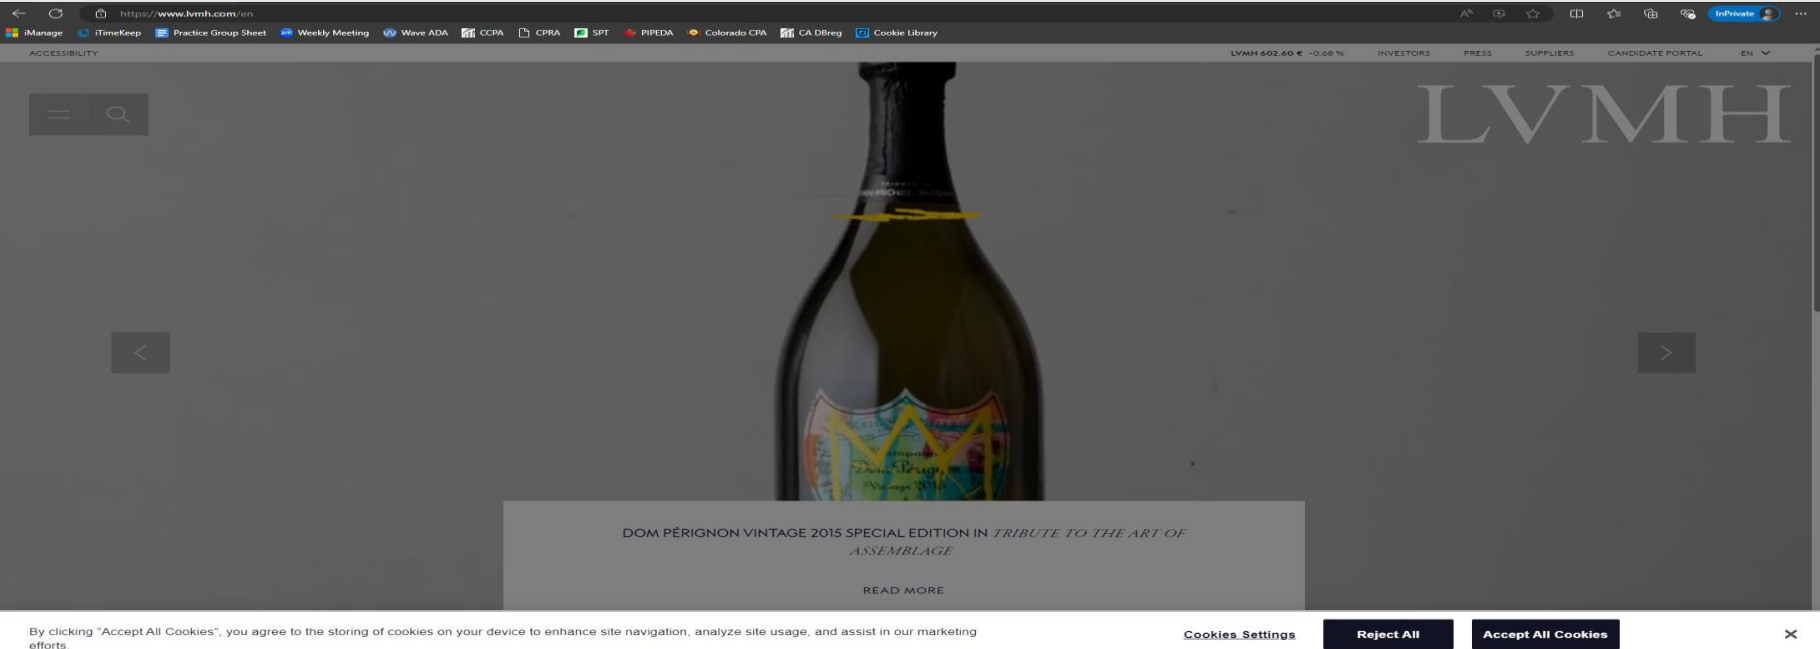 https://www.lvmh.com/en
InPrivate
iManage iTimeKeep Practice Group Sheet Weekly Meeting Wave ADA CCPA CPRA SPT PIPEDA Colorado CPA CA DBreg Cookie Library
ACCESSIBILITY LVMH 602.60 € -0.68 % INVESTORS PRESS SUPPLIERS CANDIDATE PORTAL EN
LVMH
Dom Pérignon
Vintage 2015
DOM PÉRIGNON VINTAGE 2015 SPECIAL EDITION IN TRIBUTE TO THE ART OF
ASSEMBLAGE
READ MORE
By clicking “Accept All Cookies”, you agree to the storing of cookies on your device to enhance site navigation, analyze site usage, and assist in our marketing
efforts.
Cookies Settings Reject All Accept All Cookies